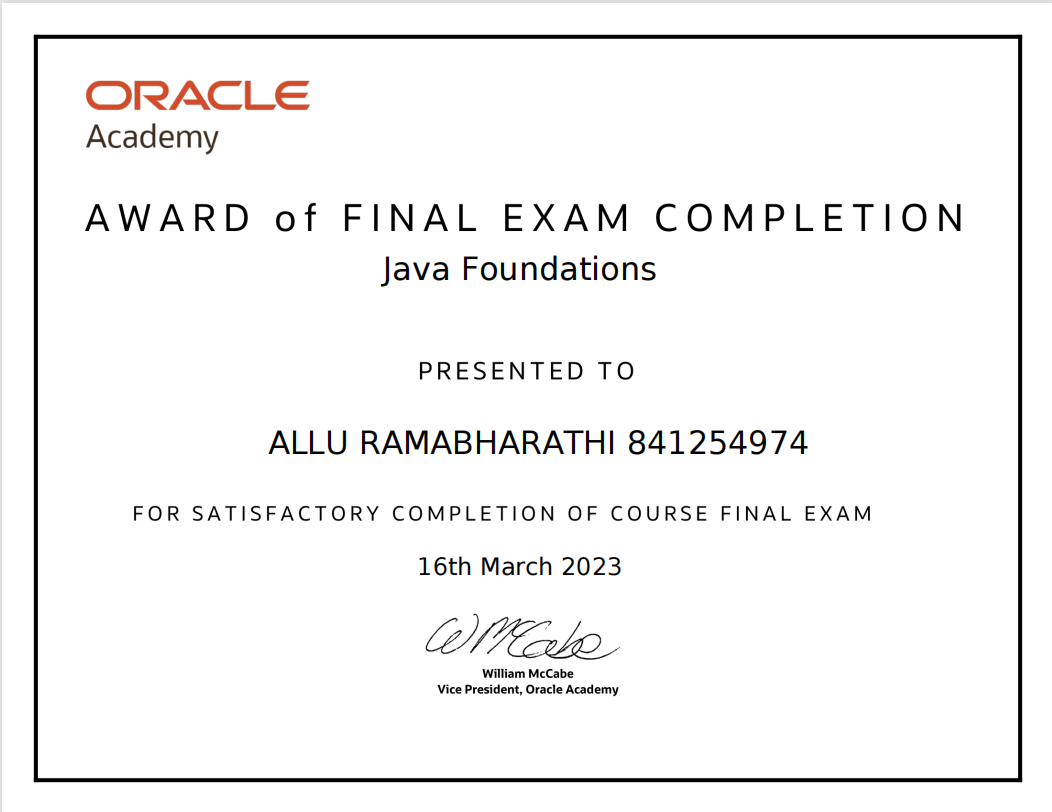 ORACLE
Academy
AWARD of FINAL EXAM COMPLETION
Java Foundations
PRESENTED TO
ALLU RAMABHARATHI 841254974
FOR SATISFACTORY COMPLETION OF COURSE FINAL EXAM
16th March 2023
W McCabe
William McCabe
Vice President, Oracle Academy